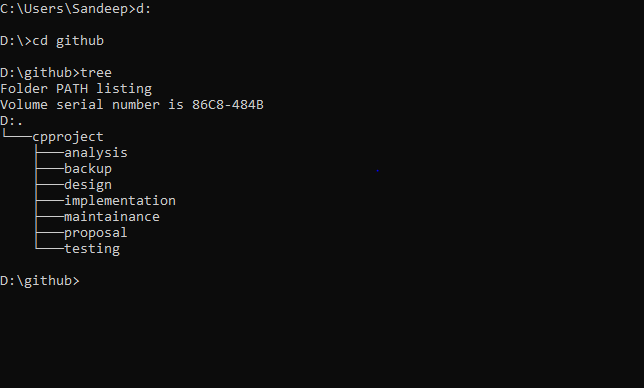 C:\Users\Sandeep>d:
D:\>cd github
D:\github>tree
Folder PATH listing
Volume serial number is 86C8-484B
D:.
└───cpproject
    ├───analysis
    ├───backup
    ├───design
    ├───implementation
    ├───maintainance
    ├───proposal
    └───testing
D:\github>